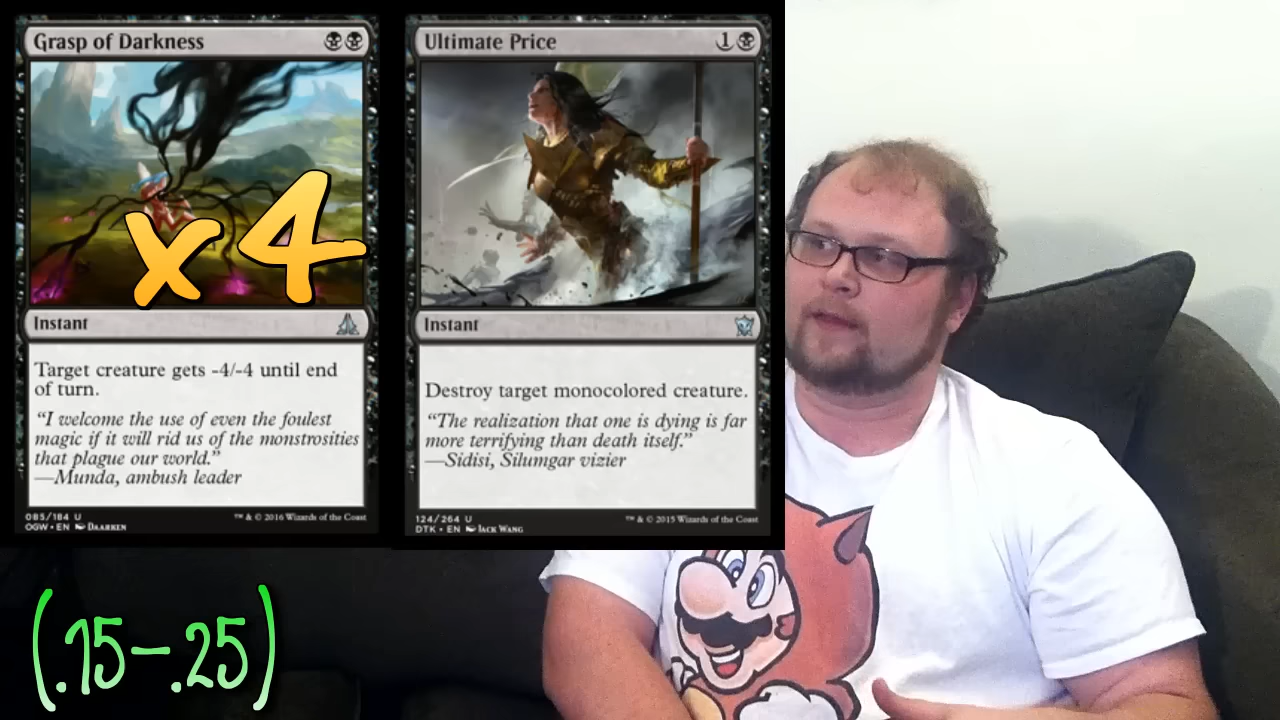 Grasp of Darkness
x4
Instant
Target creature gets -4/-4 until end
of turn.
“I welcome the use of even the foulest
magic if it will rid us of the monstrosities
that plague our world.”
—Munda, ambush leader
085/184 U
OGW • EN DAARKEN
™ & © 2016 Wizards of the Coast
Ultimate Price
1
Instant
Destroy target monocolored creature.
“The realization that one is dying is far
more terrifying than death itself.”
—Sidisi, Silumgar vizier
124/264 U
DTK • EN JACK WANG
™ & © 2015 Wizards of the Coast
(.15-.25)